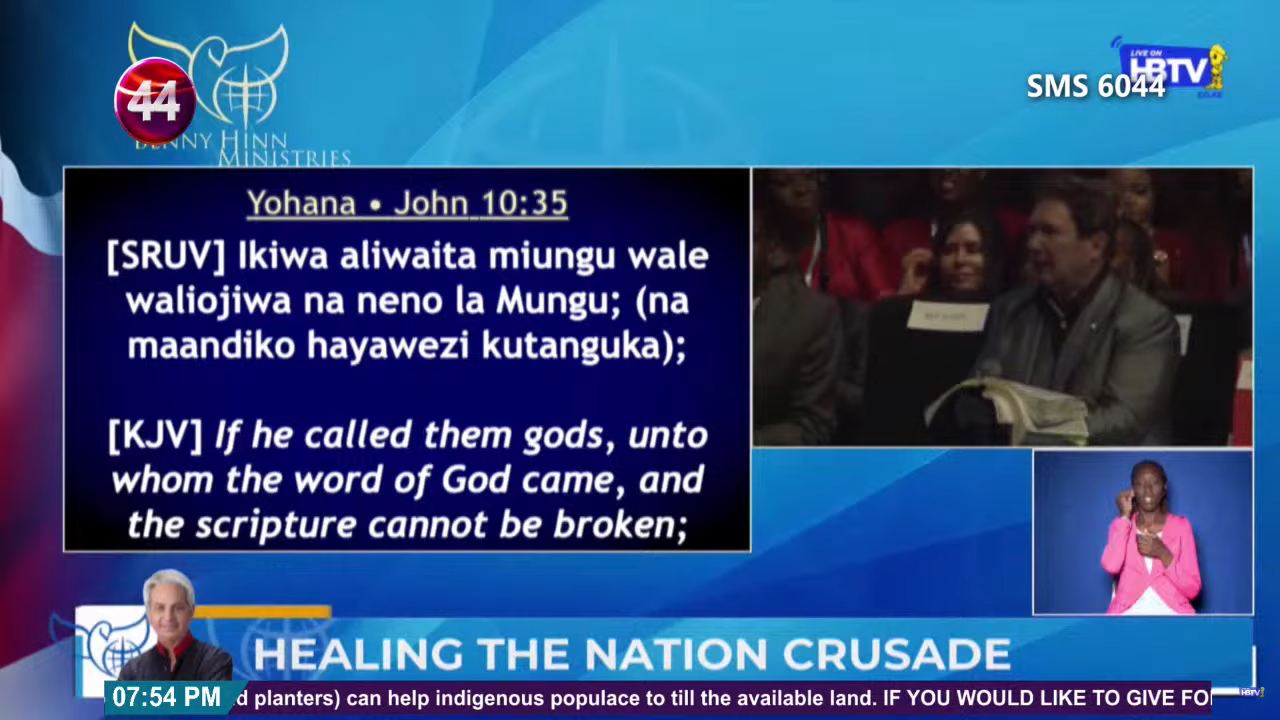 44
BENNY HINN
MINISTRIES
SMS 6044
LIVE ON
HBTV
Yohana • John 10:35
[SRUV] Ikiwa aliwaita miungu wale
waliojiwa na neno la Mungu; (na
maandiko hayawezi kutanguka);
[KJV] If he called them gods, unto
whom the word of God came, and
the scripture cannot be broken;
HEALING THE NATION CRUSADE
07:54 PM
d planters) can help indigenous populace to till the available land. IF YOU WOULD LIKE TO GIVE FO
HBTV